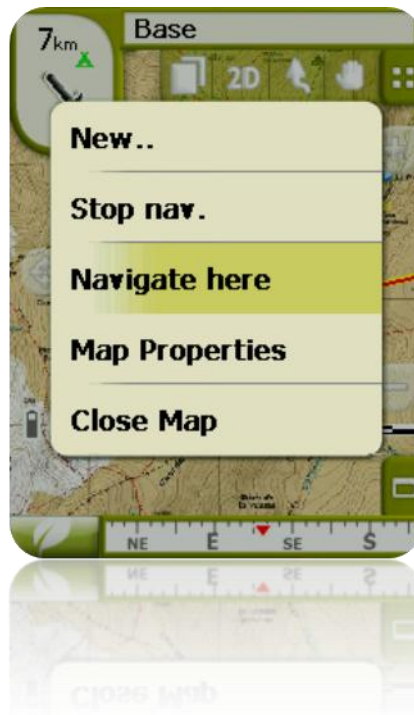 7km
Base
2D
New..
Stop nav.
Navigate here
Map Properties
Close Map
NE E SE S